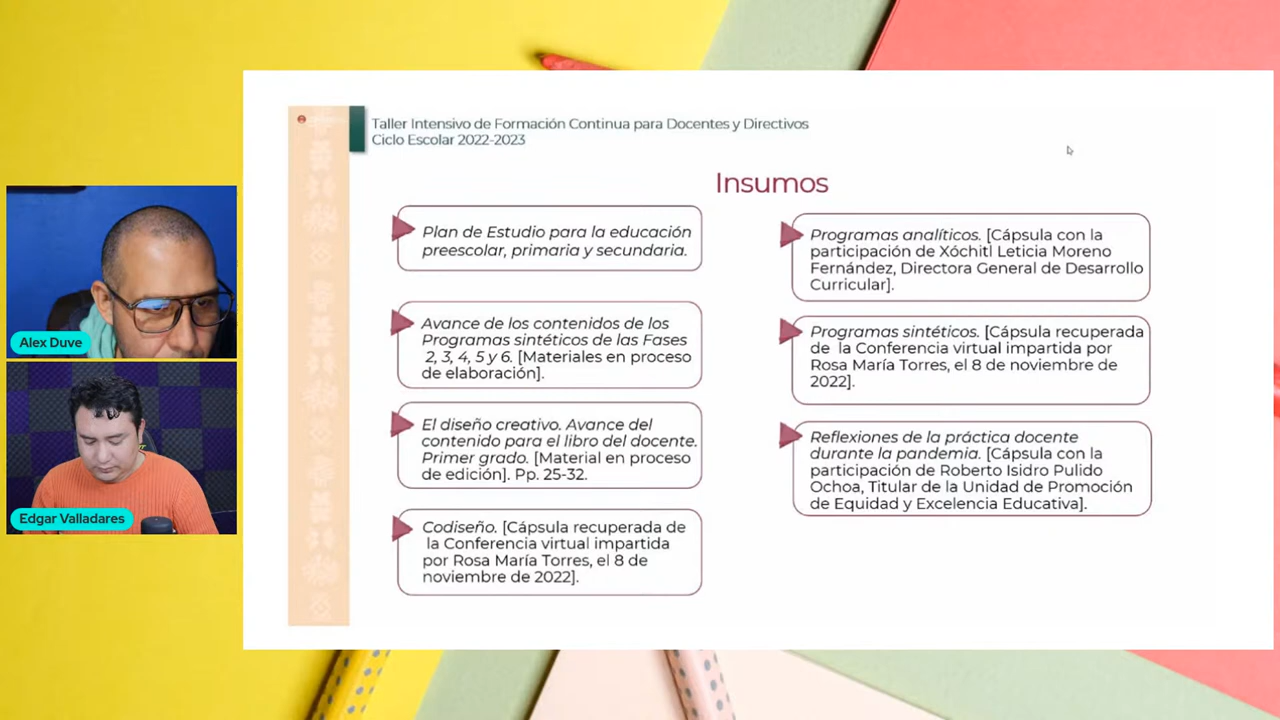 Taller Intensivo de Formación Continua para Docentes y Directivos
Ciclo Escolar 2022-2023
Insumos
Plan de Estudio para la educación
preescolar, primaria y secundaria.
Avance de los contenidos de los
Programas sintéticos de las Fases
2, 3, 4, 5 y 6. [Materiales en proceso
de elaboración].
El diseño creativo. Avance del
contenido para el libro del docente.
Primer grado. [Material en proceso
de edición]. Pp. 25-32.
Codiseño. [Cápsula recuperada de
la Conferencia virtual impartida
por Rosa María Torres, el 8 de
noviembre de 2022].
Programas analíticos. [Cápsula con la
participación de Xóchitl Leticia Moreno
Fernández, Directora General de Desarrollo
Curricular].
Programas sintéticos. [Cápsula recuperada
de la Conferencia virtual impartida por
Rosa María Torres, el 8 de noviembre de
2022].
Reflexiones de la práctica docente
durante la pandemia. [Cápsula con la
participación de Roberto Isidro Pulido
Ochoa, Titular de la Unidad de Promoción
de Equidad y Excelencia Educativa].
Alex Duve
Edgar Valladares